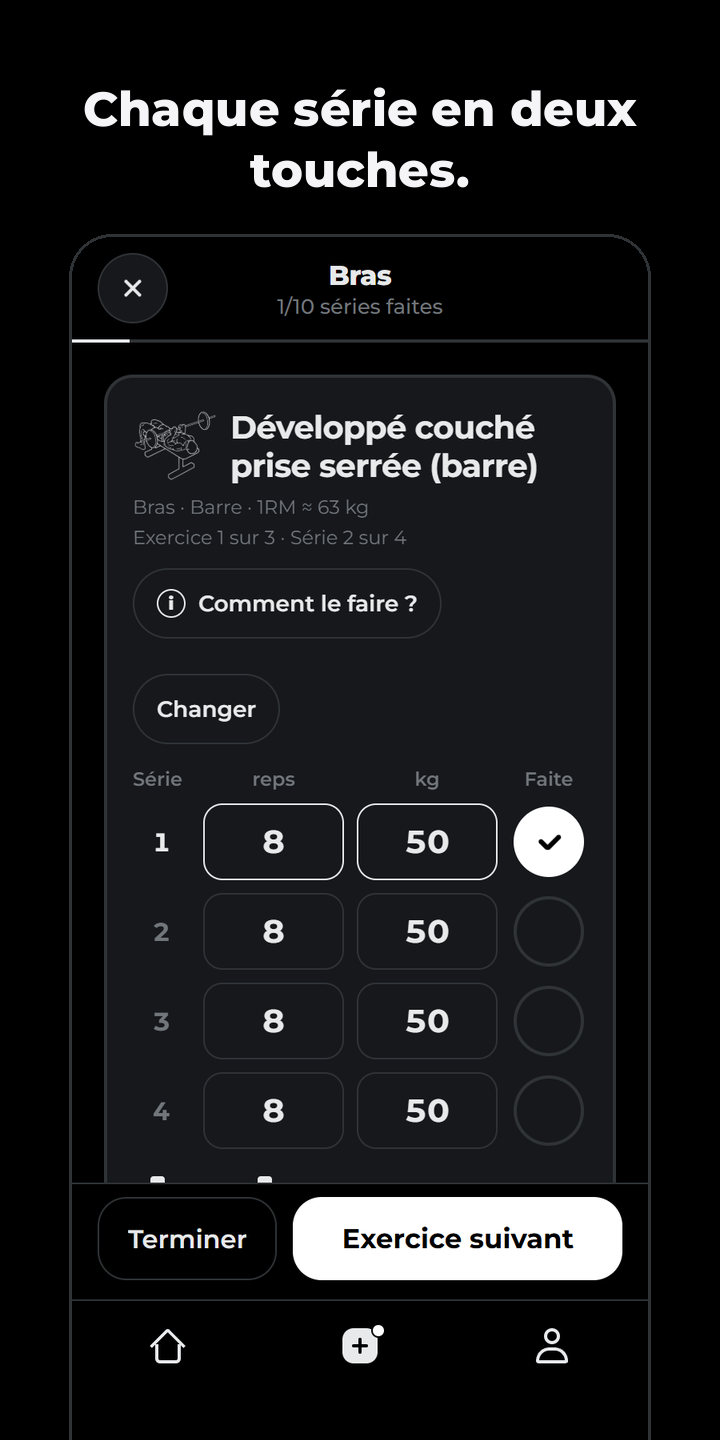 Chaque série en deux
touches.
Bras
1/10 séries faites
Développé couché
prise serrée (barre)
Bras · Barre · 1RM ≈ 63 kg
Exercice 1 sur 3 · Série 2 sur 4
Comment le faire ?
Changer
Série reps kg Faite
1 8 50
2 8 50
3 8 50
4 8 50
Terminer Exercice suivant